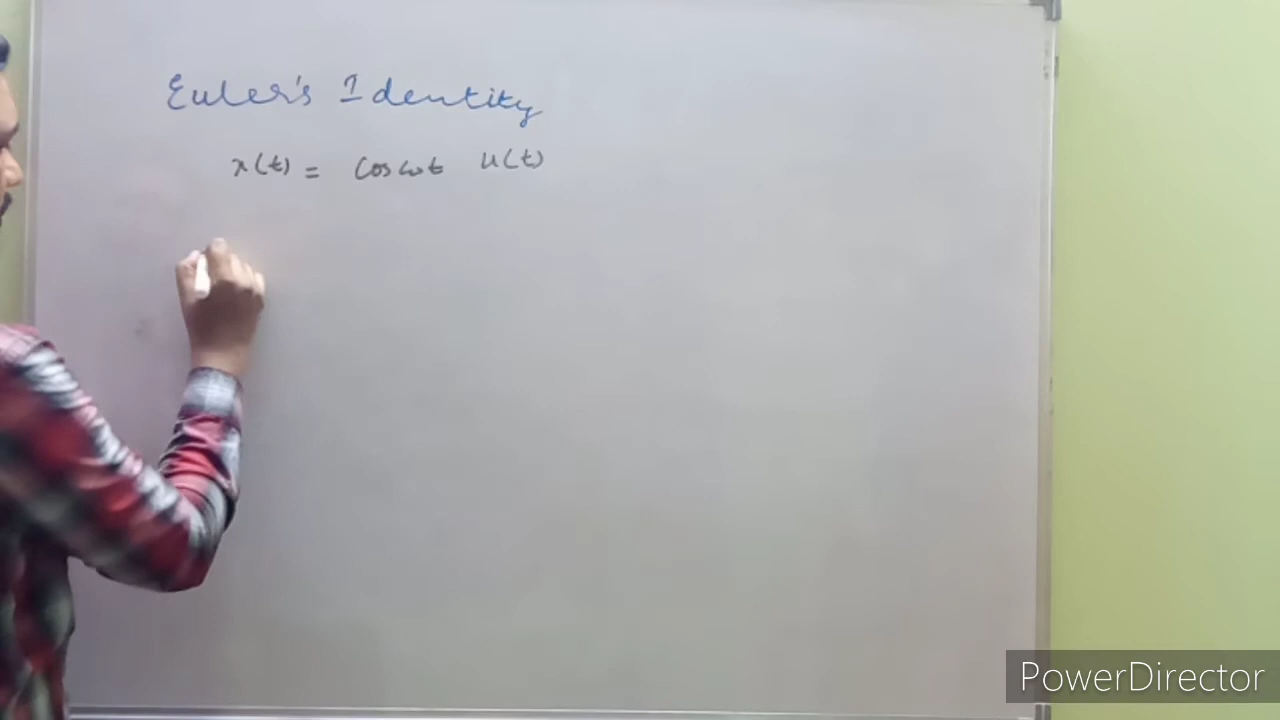 Euler's Identity
x(t) = Cos ωt u(t)
PowerDirector